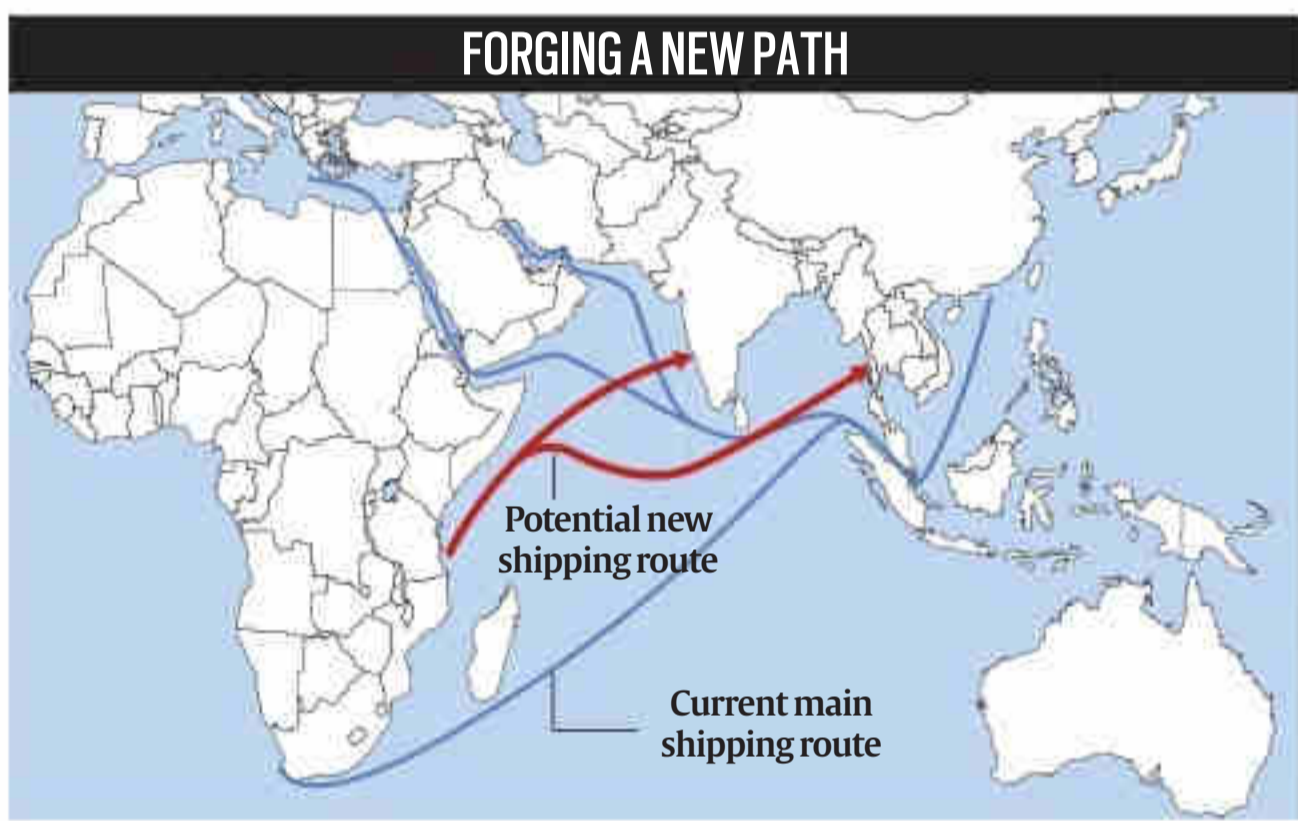 FORGING A NEW PATH
Potential new
shipping route
Current main
shipping route